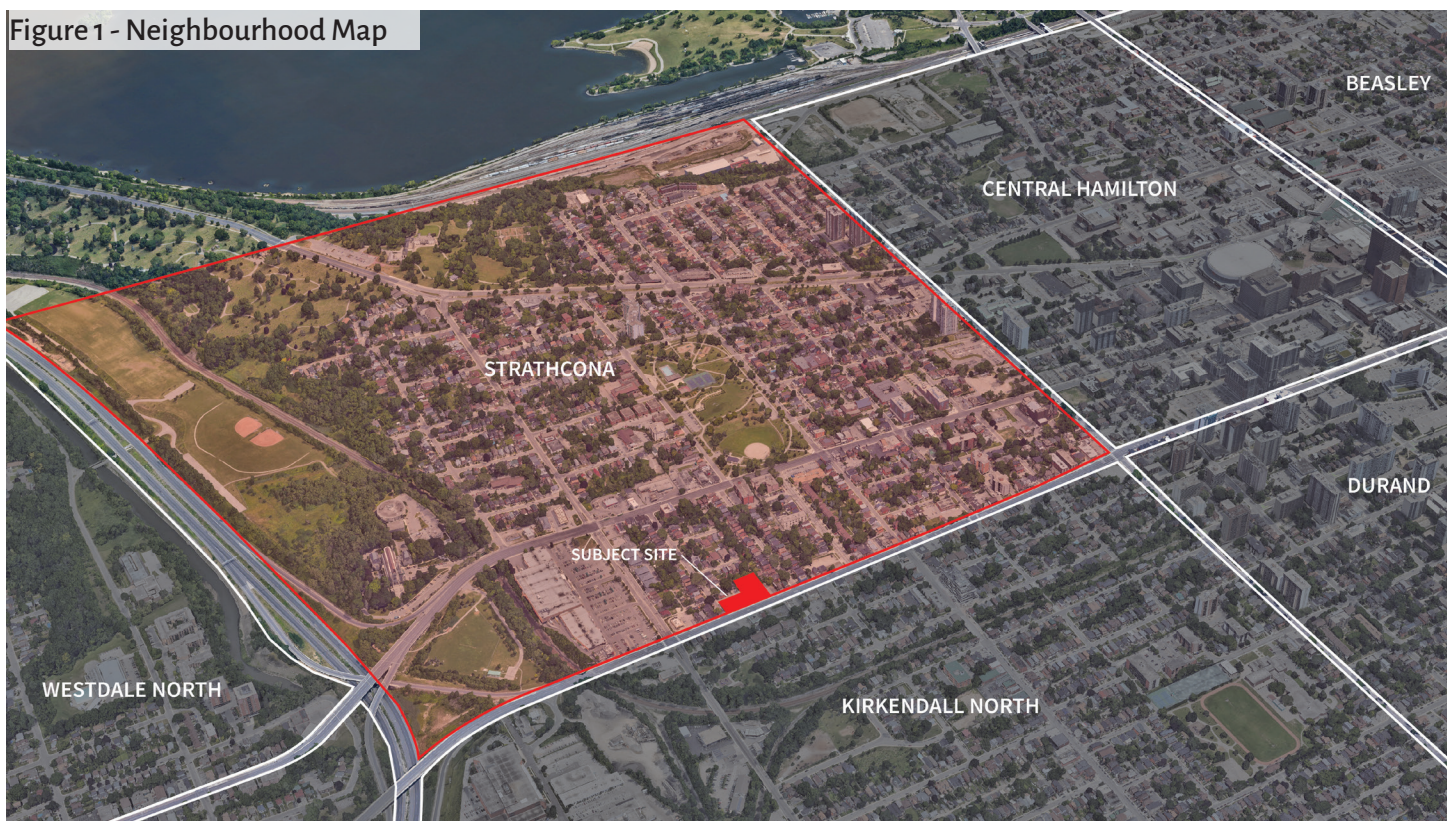 Figure 1 - Neighbourhood Map
BEASLEY
CENTRAL HAMILTON
STRATHCONA
DURAND
SUBJECT SITE
WESTDALE NORTH
KIRKENDALL NORTH